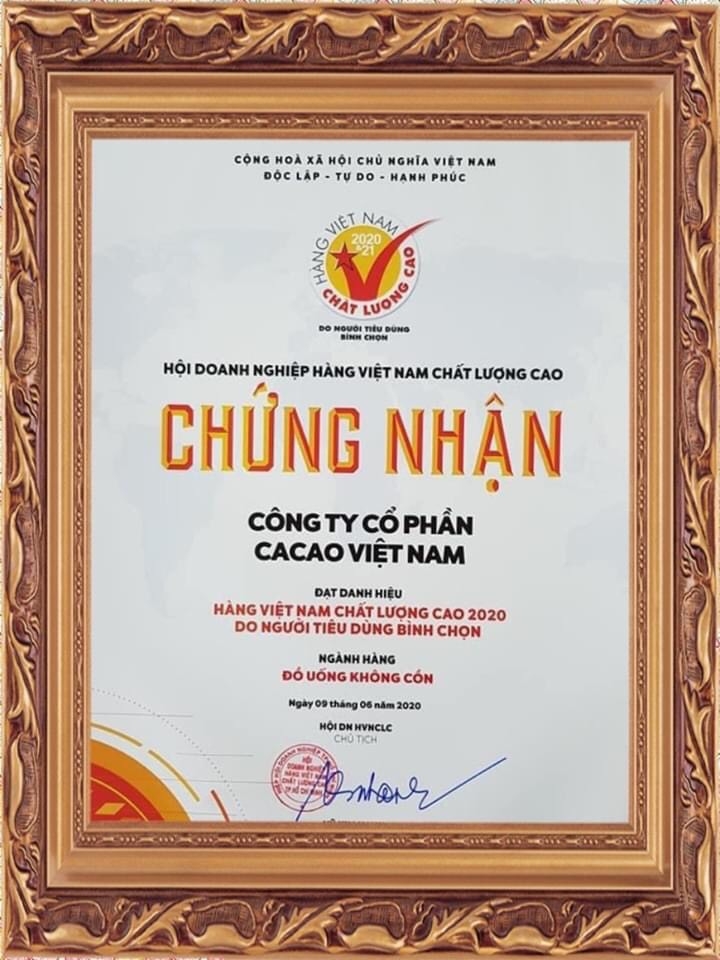 CỘNG HOÀ XÃ HỘI CHỦ NGHĨA VIỆT NAM
ĐỘC LẬP - TỰ DO - HẠNH PHÚC
HÀNG VIỆT NAM
2020
&21
CHẤT LƯỢNG CAO
DO NGƯỜI TIÊU DÙNG
BÌNH CHỌN
HỘI DOANH NGHIỆP HÀNG VIỆT NAM CHẤT LƯỢNG CAO
CHỨNG NHẬN
CÔNG TY CỔ PHẦN
CACAO VIỆT NAM
ĐẠT DANH HIỆU
HÀNG VIỆT NAM CHẤT LƯỢNG CAO 2020
DO NGƯỜI TIÊU DÙNG BÌNH CHỌN
NGÀNH HÀNG
ĐỒ UỐNG KHÔNG CỒN
Ngày 09 tháng 06 năm 2020
HỘI DN HVNCLC
CHỦ TỊCH
HỘI
DOANH NGHIỆP
HÀNG VIỆT NAM
CHẤT LƯỢNG CAO
TP HỒ CHÍ MINH